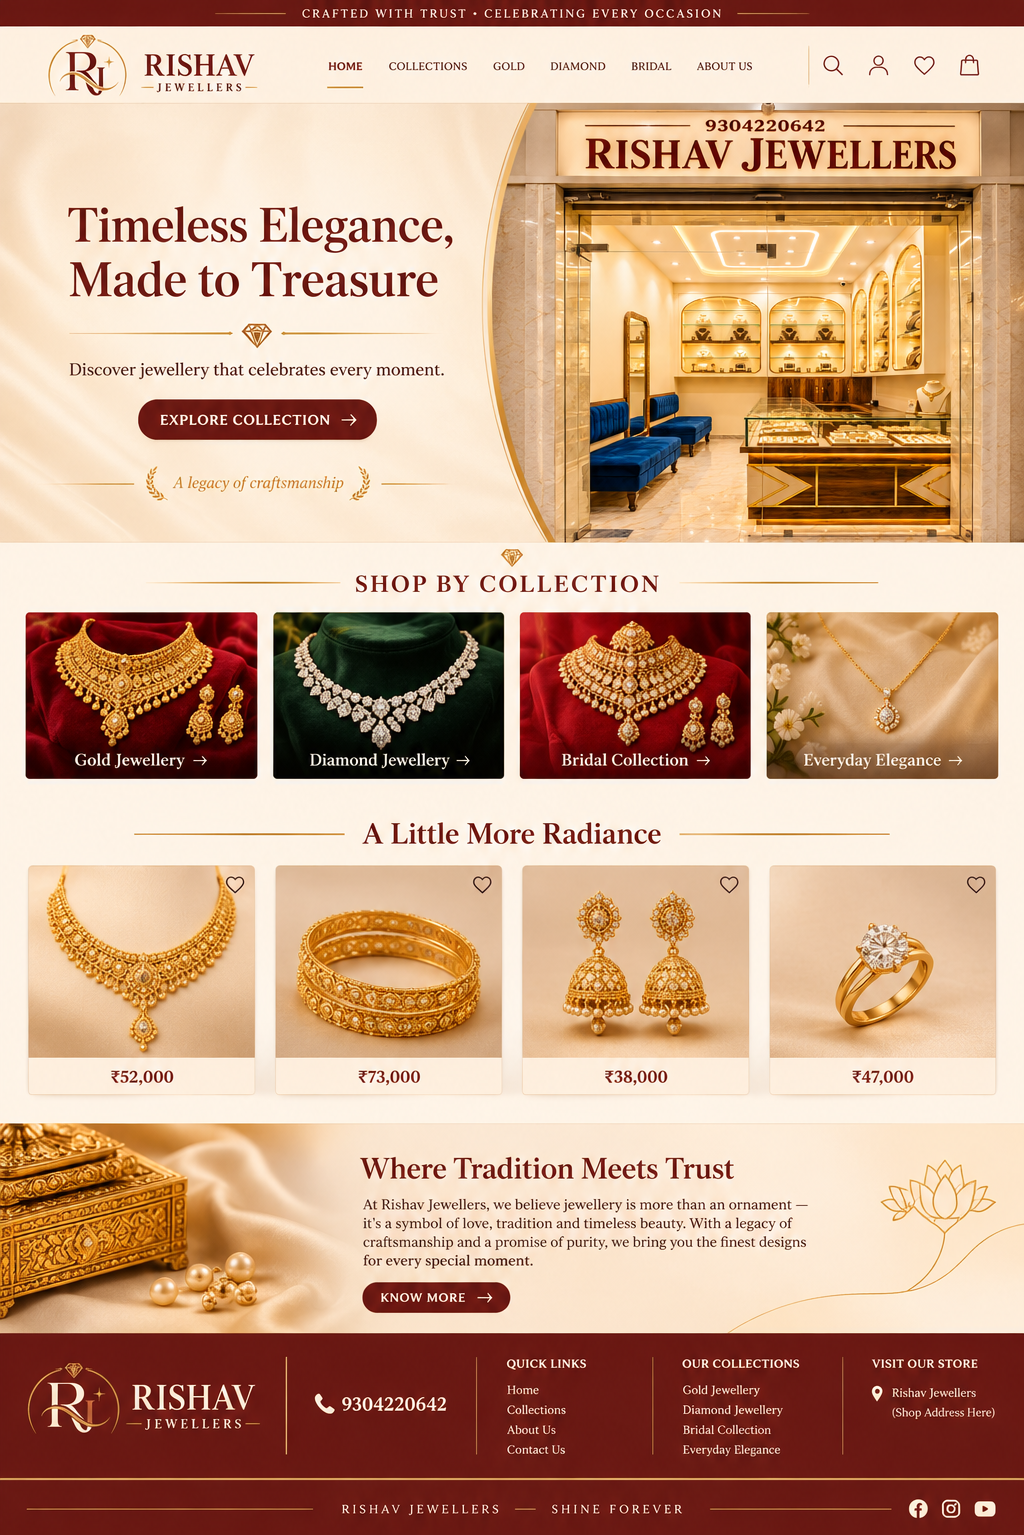 CRAFTED WITH TRUST • CELEBRATING EVERY OCCASION
RJ RISHAV
JEWELLERS
HOME COLLECTIONS GOLD DIAMOND BRIDAL ABOUT US
9304220642
RISHAV JEWELLERS
Timeless Elegance,
Made to Treasure
Discover jewellery that celebrates every moment.
EXPLORE COLLECTION →
A legacy of craftsmanship
SHOP BY COLLECTION
Gold Jewellery →
Diamond Jewellery →
Bridal Collection →
Everyday Elegance →
A Little More Radiance
₹52,000
₹73,000
₹38,000
₹47,000
Where Tradition Meets Trust
At Rishav Jewellers, we believe jewellery is more than an ornament —
it's a symbol of love, tradition and timeless beauty. With a legacy of
craftsmanship and a promise of purity, we bring you the finest designs
for every special moment.
KNOW MORE →
RJ RISHAV
JEWELLERS
9304220642
QUICK LINKS
Home
Collections
About Us
Contact Us
OUR COLLECTIONS
Gold Jewellery
Diamond Jewellery
Bridal Collection
Everyday Elegance
VISIT OUR STORE
Rishav Jewellers
(Shop Address Here)
RISHAV JEWELLERS — SHINE FOREVER